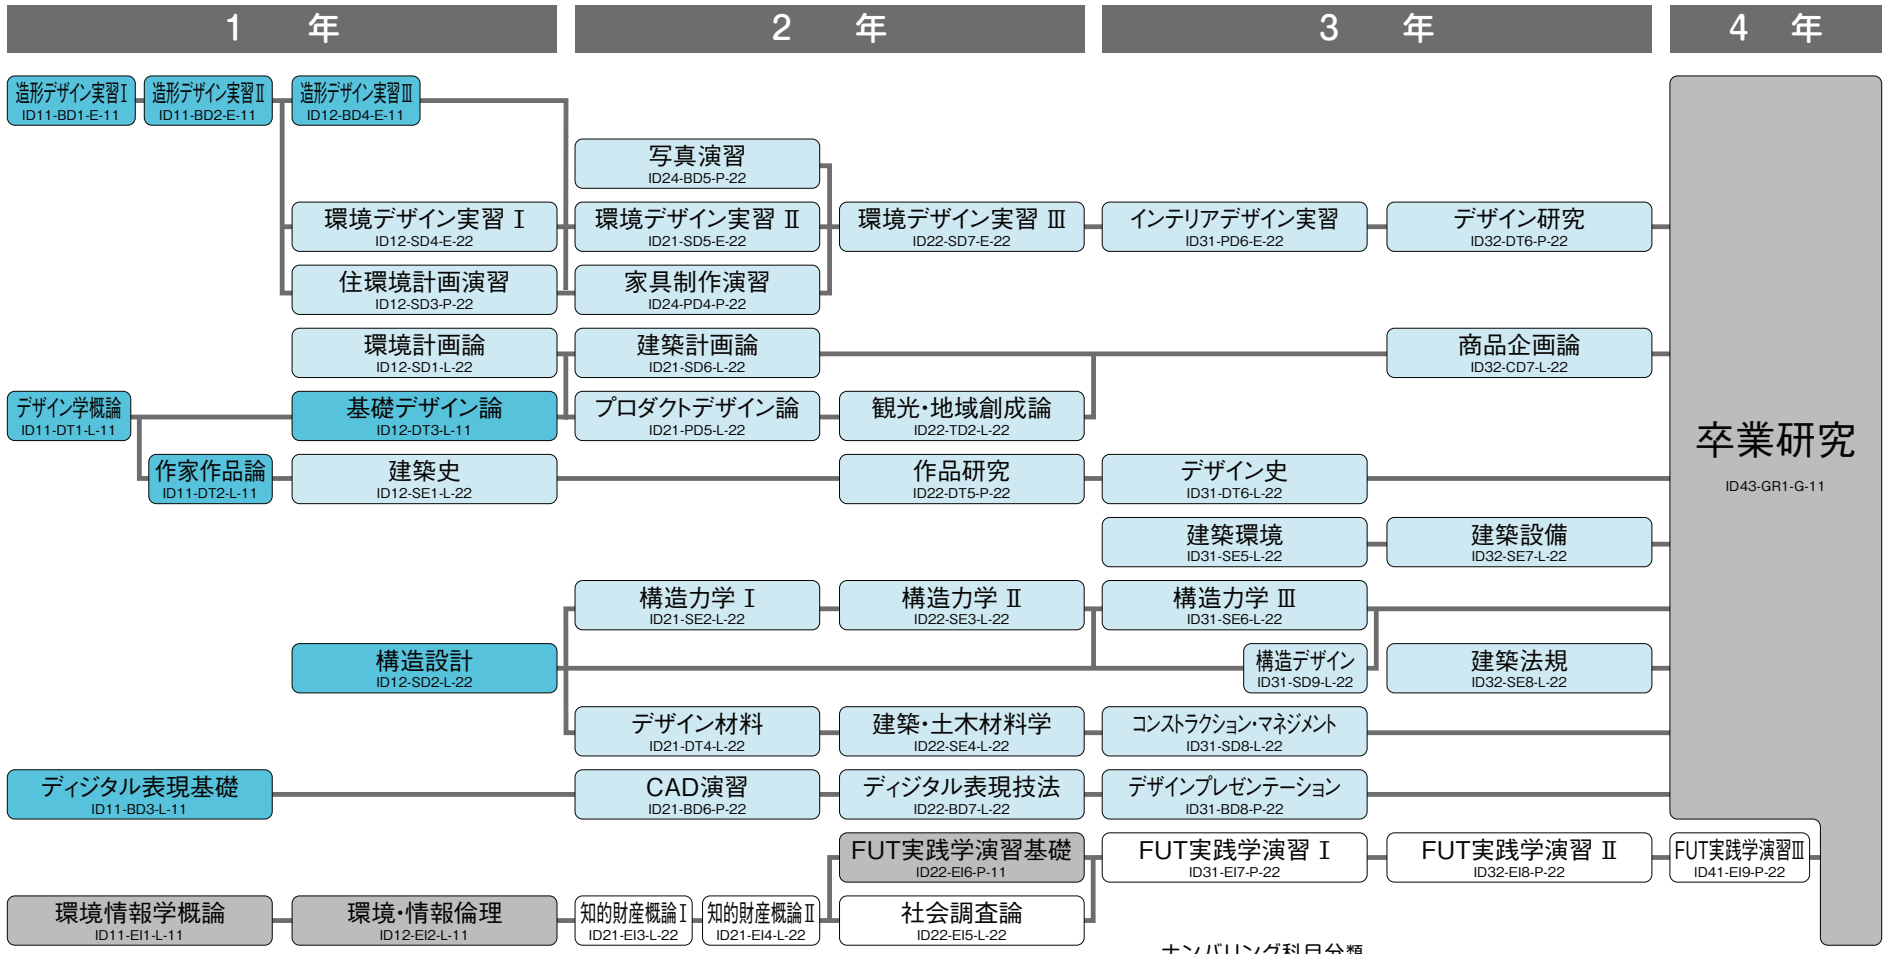 1 年
2 年
3 年
4 年
造形デザイン実習Ⅰ
ID11-BD1-E-11
造形デザイン実習Ⅱ
ID11-BD2-E-11
造形デザイン実習Ⅲ
ID12-BD4-E-11
写真演習
ID24-BD5-P-22
環境デザイン実習 Ⅰ
ID12-SD4-E-22
環境デザイン実習 Ⅱ
ID21-SD5-E-22
環境デザイン実習 Ⅲ
ID22-SD7-E-22
インテリアデザイン実習
ID31-PD6-E-22
デザイン研究
ID32-DT6-P-22
住環境計画演習
ID12-SD3-P-22
家具制作演習
ID24-PD4-P-22
環境計画論
ID12-SD1-L-22
建築計画論
ID21-SD6-L-22
商品企画論
ID32-CD7-L-22
デザイン学概論
ID11-DT1-L-11
基礎デザイン論
ID12-DT3-L-11
プロダクトデザイン論
ID21-PD5-L-22
観光・地域創成論
ID22-TD2-L-22
作家作品論
ID11-DT2-L-11
建築史
ID12-SE1-L-22
作品研究
ID22-DT5-P-22
デザイン史
ID31-DT6-L-22
卒業研究
ID43-GR1-G-11
建築環境
ID31-SE5-L-22
建築設備
ID32-SE7-L-22
構造力学 Ⅰ
ID21-SE2-L-22
構造力学 Ⅱ
ID22-SE3-L-22
構造力学 Ⅲ
ID31-SE6-L-22
構造設計
ID12-SD2-L-22
構造デザイン
ID31-SD9-L-22
建築法規
ID32-SE8-L-22
デザイン材料
ID21-DT4-L-22
建築・土木材料学
ID22-SE4-L-22
コンストラクション・マネジメント
ID31-SD8-L-22
ディジタル表現基礎
ID11-BD3-L-11
CAD演習
ID21-BD6-P-22
ディジタル表現技法
ID22-BD7-L-22
デザインプレゼンテーション
ID31-BD8-P-22
FUT実践学演習基礎
ID22-EI6-P-11
FUT実践学演習 Ⅰ
ID31-EI7-P-22
FUT実践学演習 Ⅱ
ID32-EI8-P-22
FUT実践学演習Ⅲ
ID41-EI9-P-22
環境情報学概論
ID11-EI1-L-11
環境・情報倫理
ID12-EI2-L-11
知的財産概論Ⅰ
ID21-EI3-L-22
知的財産概論Ⅱ
ID21-EI4-L-22
社会調査論
ID22-EI5-L-22
ナンバリング科目分類